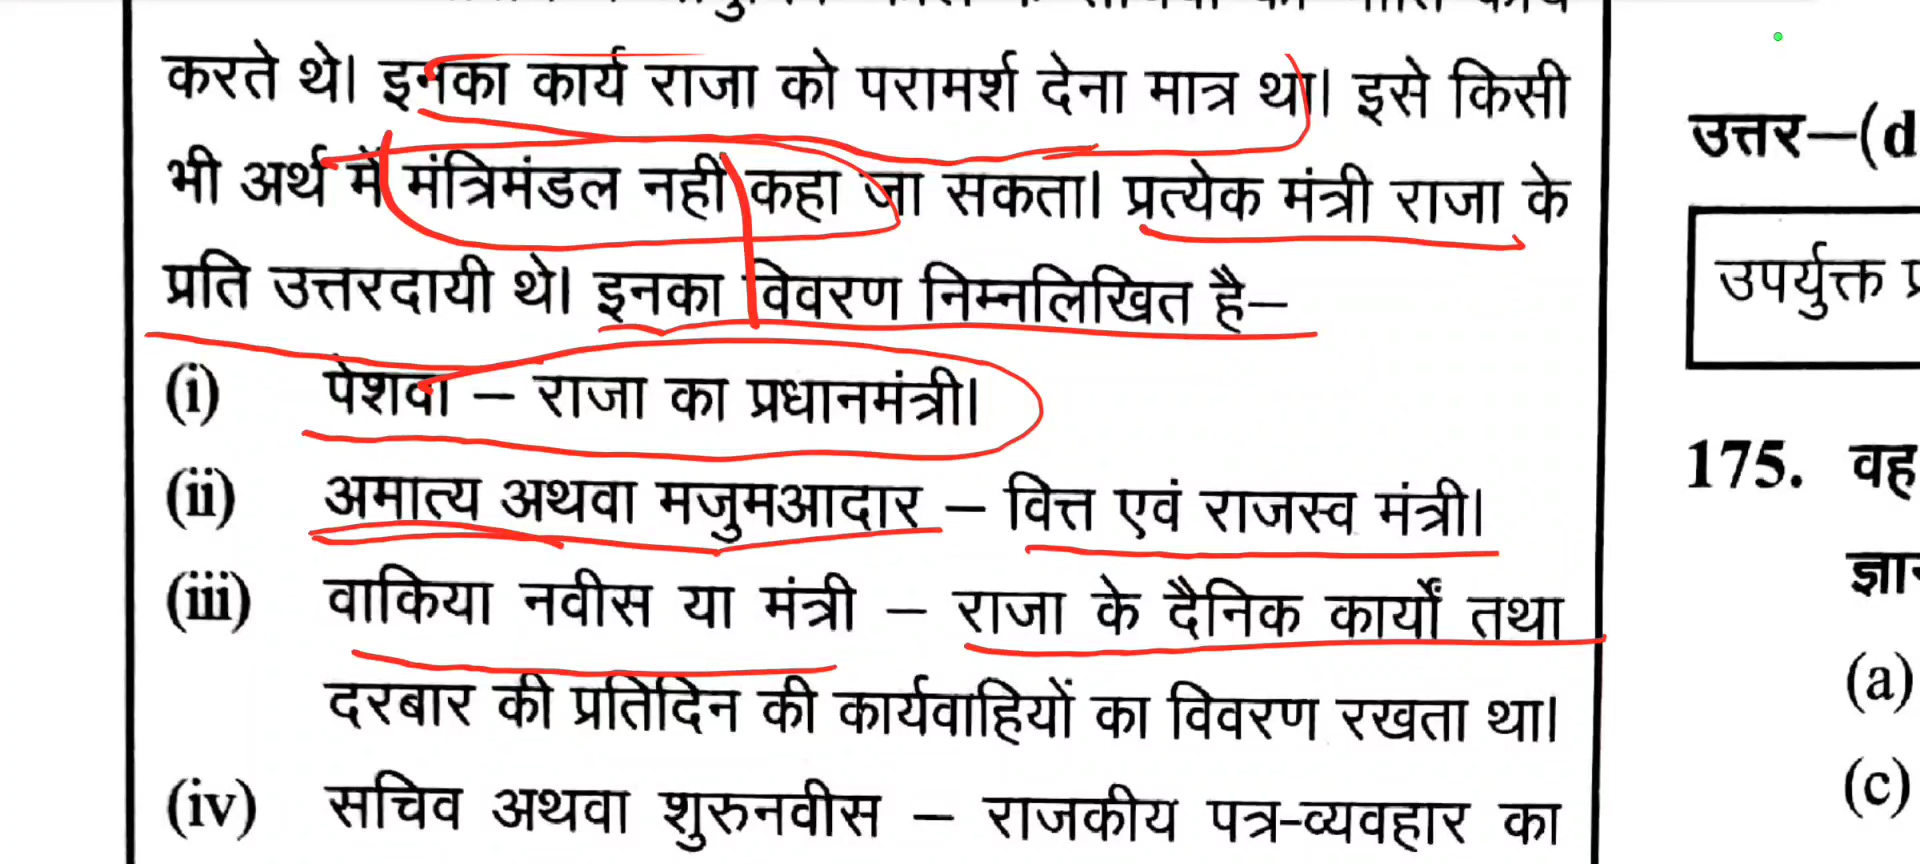 करते थे। इनका कार्य राजा को परामर्श देना मात्र था। इसे किसी
भी अर्थ में मंत्रिमंडल नहीं कहा जा सकता। प्रत्येक मंत्री राजा के
प्रति उत्तरदायी थे। इनका विवरण निम्नलिखित है–
(i) पेशवा – राजा का प्रधानमंत्री।
(ii) अमात्य अथवा मजुमआदार – वित्त एवं राजस्व मंत्री।
(iii) वाकिया नवीस या मंत्री – राजा के दैनिक कार्यों तथा
दरबार की प्रतिदिन की कार्यवाहियों का विवरण रखता था।
(iv) सचिव अथवा शुरुनवीस – राजकीय पत्र-व्यवहार का
उत्तर–(d
उपर्युक्त प्र
175. वह
(a)
(c)